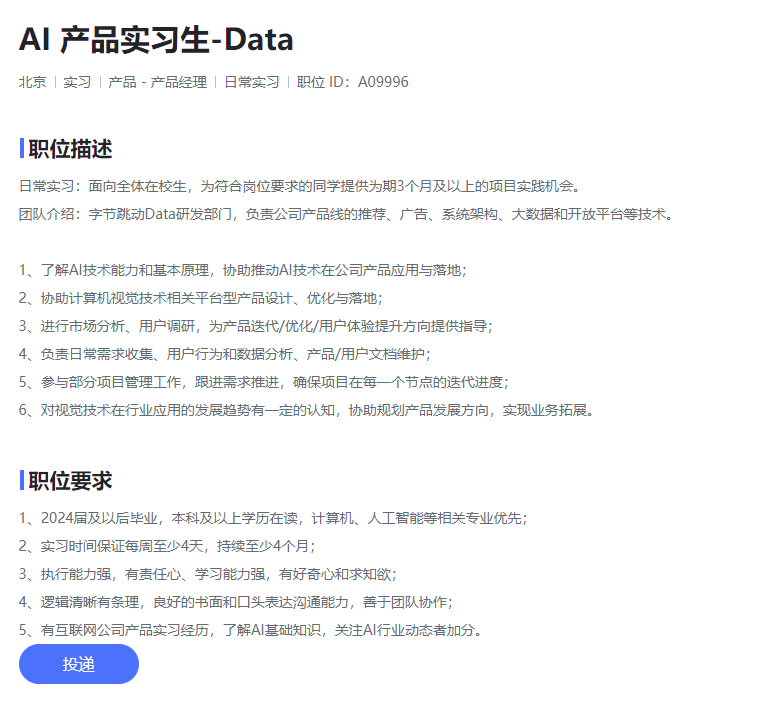 AI 产品实习生-Data
北京 | 实习 | 产品 - 产品经理 | 日常实习 | 职位 ID：A09996
职位描述
日常实习：面向全体在校生，为符合岗位要求的同学提供为期3个月及以上的项目实践机会。
团队介绍：字节跳动Data研发部门，负责公司产品线的推荐、广告、系统架构、大数据和开放平台等技术。
1、了解AI技术能力和基本原理，协助推动AI技术在公司产品应用与落地；
2、协助计算机视觉技术相关平台型产品设计、优化与落地；
3、进行市场分析、用户调研，为产品迭代/优化/用户体验提升方向提供指导；
4、负责日常需求收集、用户行为和数据分析、产品/用户文档维护；
5、参与部分项目管理工作，跟进需求推进，确保项目在每一个节点的迭代进度；
6、对视觉技术在行业应用的发展趋势有一定的认知，协助规划产品发展方向，实现业务拓展。
职位要求
1、2024届及以后毕业，本科及以上学历在读，计算机、人工智能等相关专业优先；
2、实习时间保证每周至少4天，持续至少4个月；
3、执行能力强，有责任心、学习能力强，有好奇心和求知欲；
4、逻辑清晰有条理，良好的书面和口头表达沟通能力，善于团队协作；
5、有互联网公司产品实习经历，了解AI基础知识，关注AI行业动态者加分。
投递